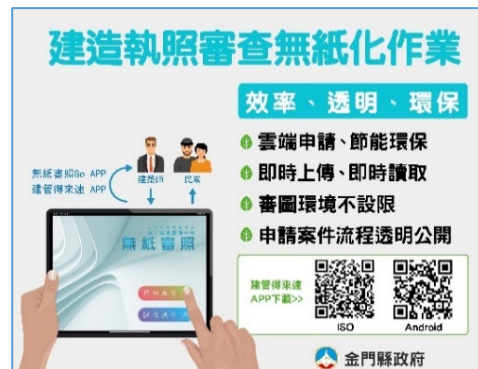 建造執照審查無紙化作業
效率、透明、環保
雲端申請、節能環保
即時上傳、即時讀取
審圖環境不設限
申請案件流程透明公開
無紙審照Go APP
建管得來速 APP
建築師
民眾
無紙審照
建管得來速
APP下載>>
ISO
Android
金門縣政府